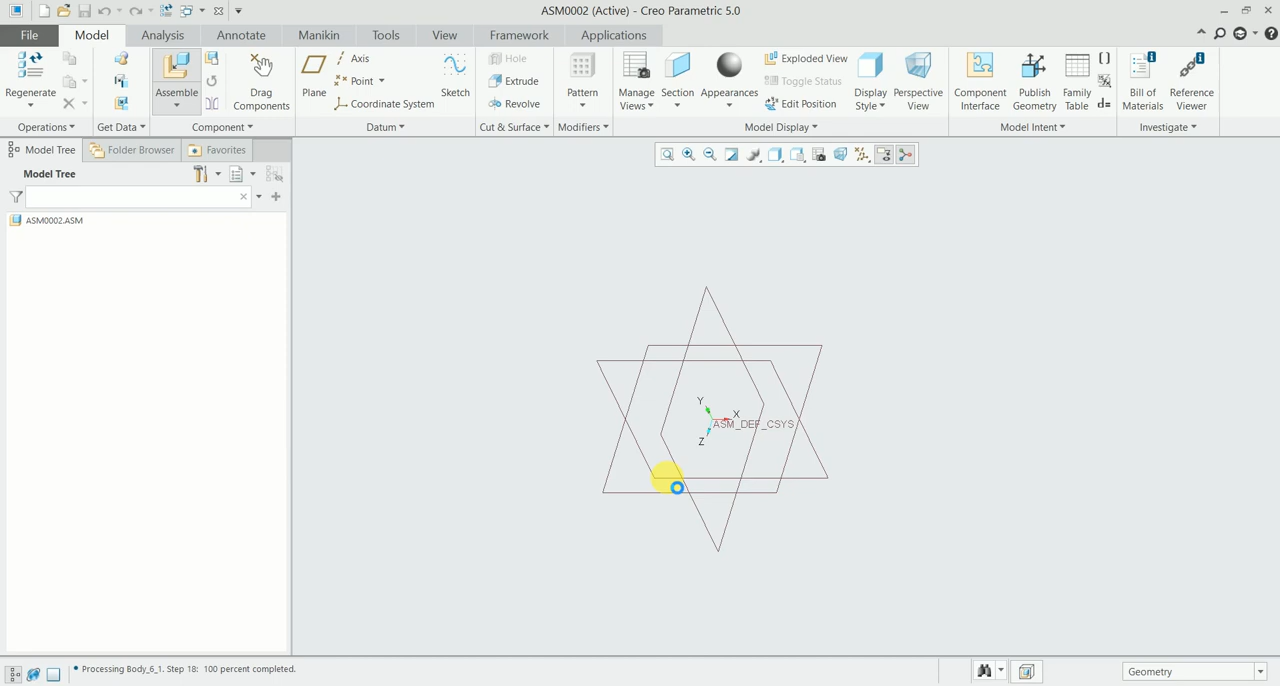 ASM0002 (Active) - Creo Parametric 5.0
File Model Analysis Annotate Manikin Tools View Framework Applications
Regenerate
Operations
Get Data
Assemble
Drag Components
Component
Plane
Axis
Point
Coordinate System
Sketch
Datum
Hole
Extrude
Revolve
Cut & Surface
Pattern
Modifiers
Manage Views
Section
Appearances
Exploded View
Toggle Status
Edit Position
Display Style
Perspective View
Model Display
Component Interface
Publish Geometry
Family Table
Model Intent
Bill of Materials
Reference Viewer
Investigate
Model Tree Folder Browser Favorites
Model Tree
ASM0002.ASM
Y
X
ASM_DEF_CSYS
Z
Processing Body_6_1. Step 18: 100 percent completed.
Geometry